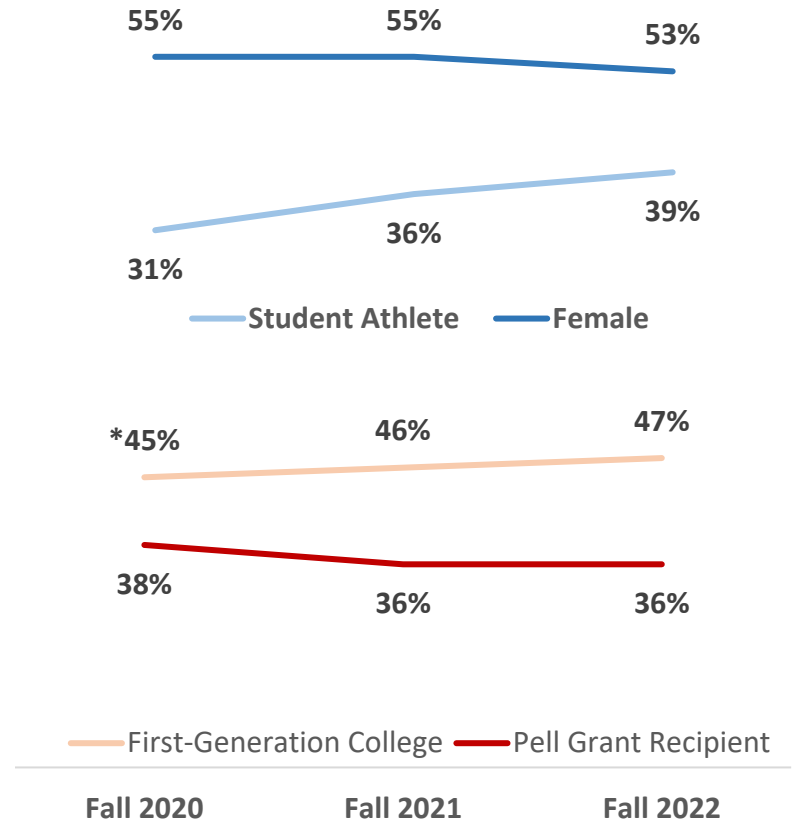 55% 55% 53%
31% 36% 39%
Student Athlete Female
*45% 46% 47%
38% 36% 36%
First-Generation College Pell Grant Recipient
Fall 2020 Fall 2021 Fall 2022